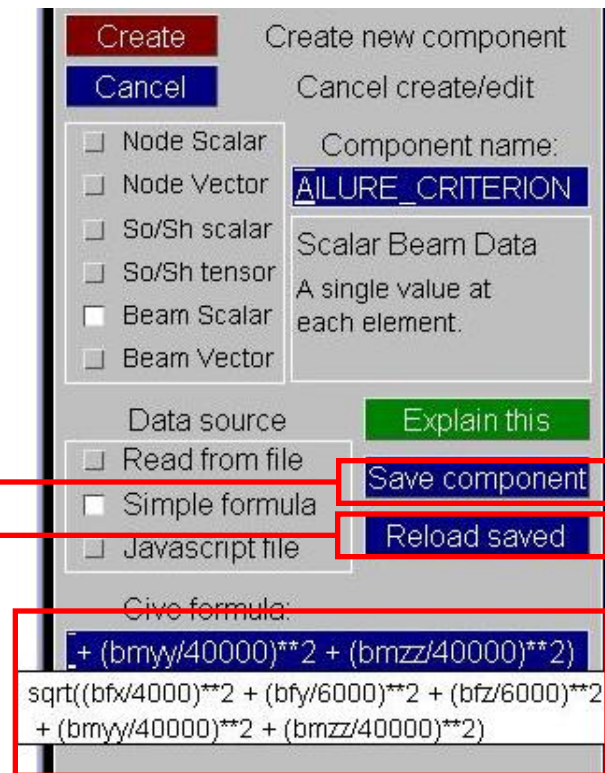 Create Create new component
Cancel Cancel create/edit
Node Scalar
Node Vector
So/Sh scalar
So/Sh tensor
Beam Scalar
Beam Vector
Component name:
AILURE_CRITERION
Scalar Beam Data
A single value at
each element.
Data source
Explain this
Read from file
Simple formula
Javascript file
Save component
Reload saved
Give formula:
+ (bmyy/40000)**2 + (bmzz/40000)**2)
sqrt((bfx/4000)**2 + (bfy/6000)**2 + (bfz/6000)**2
+ (bmyy/40000)**2 + (bmzz/40000)**2)